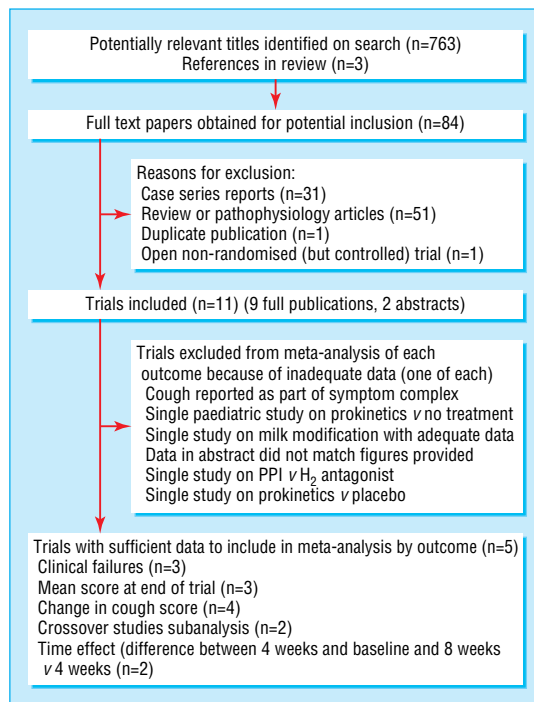 Potentially relevant titles identified on search (n=763)
References in review (n=3)
Full text papers obtained for potential inclusion (n=84)
Reasons for exclusion:
Case series reports (n=31)
Review or pathophysiology articles (n=51)
Duplicate publication (n=1)
Open non-randomised (but controlled) trial (n=1)
Trials included (n=11) (9 full publications, 2 abstracts)
Trials excluded from meta-analysis of each
outcome because of inadequate data (one of each)
Cough reported as part of symptom complex
Single paediatric study on prokinetics v no treatment
Single study on milk modification with adequate data
Data in abstract did not match figures provided
Single study on PPI v H₂ antagonist
Single study on prokinetics v placebo
Trials with sufficient data to include in meta-analysis by outcome (n=5)
Clinical failures (n=3)
Mean score at end of trial (n=3)
Change in cough score (n=4)
Crossover studies subanalysis (n=2)
Time effect (difference between 4 weeks and baseline and 8 weeks
v 4 weeks (n=2)